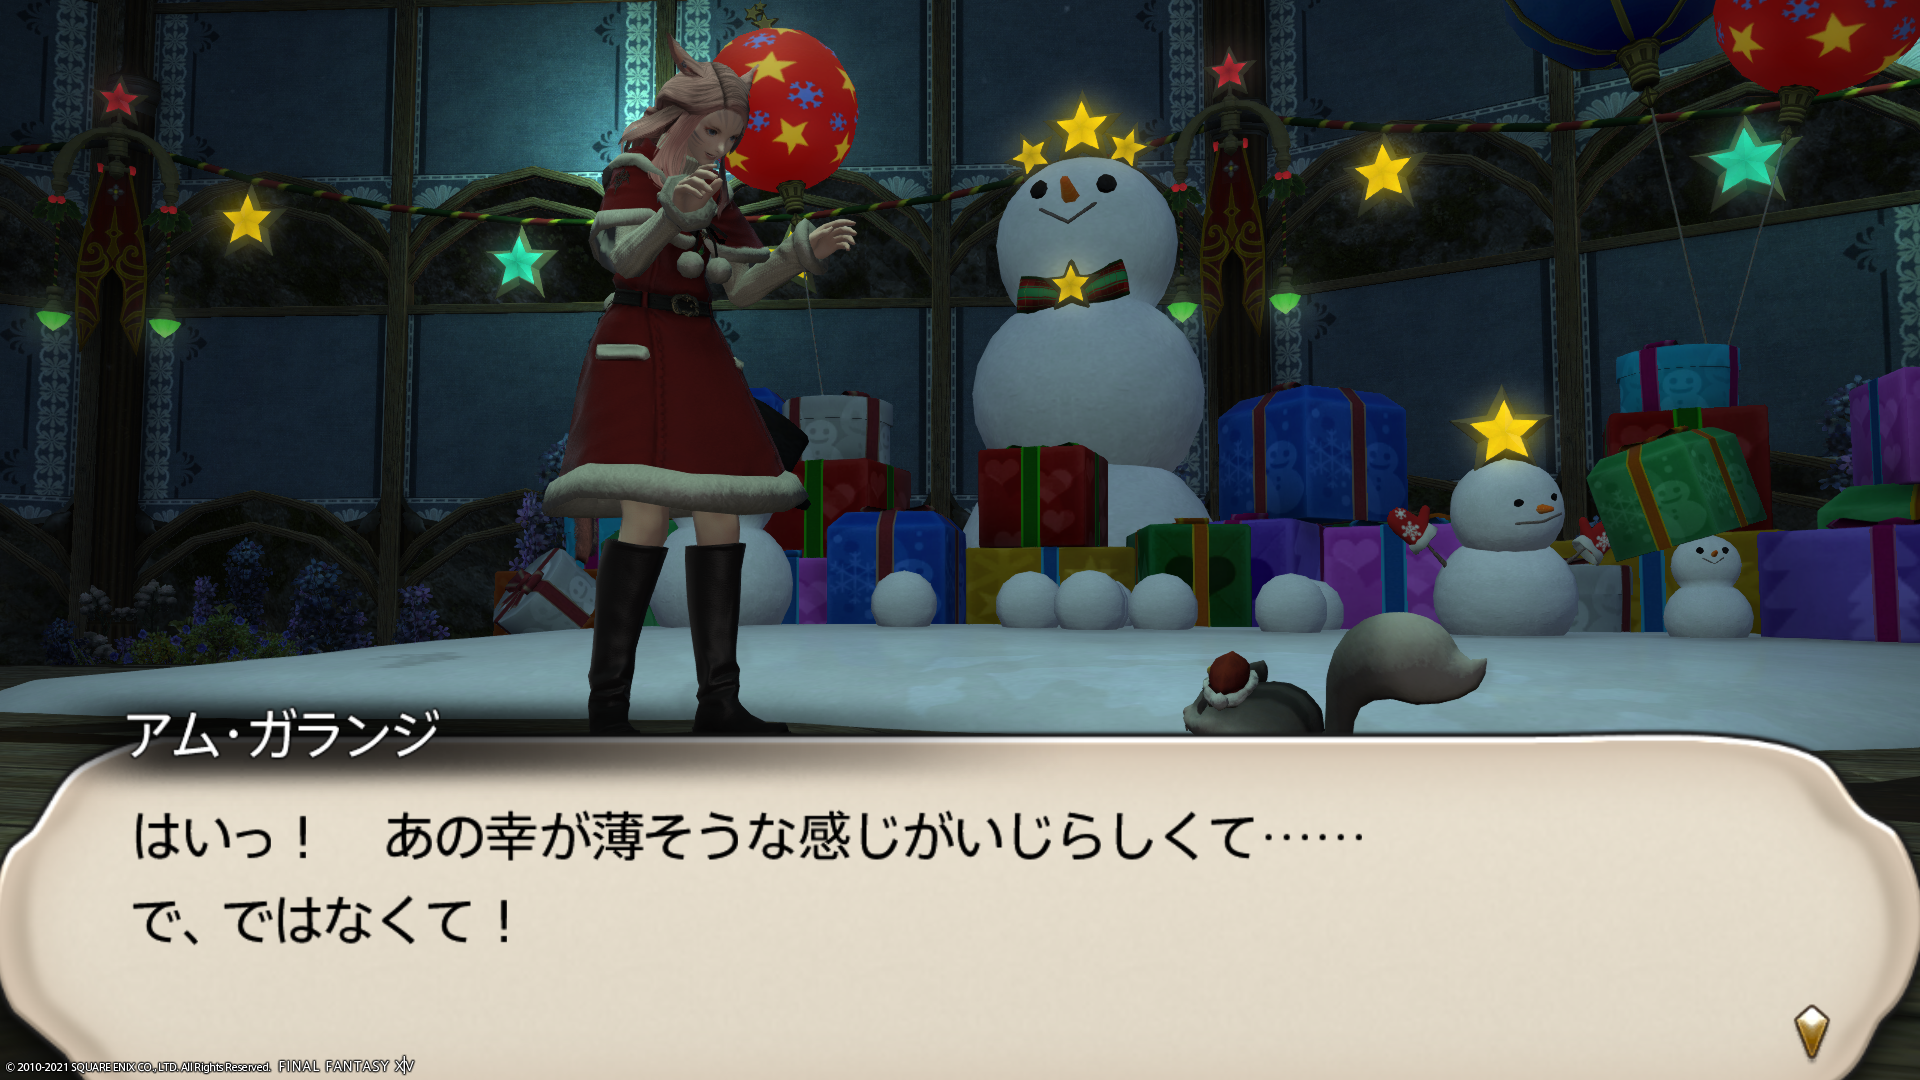 アム・ガランジ
はいっ！　あの幸が薄そうな感じがいじらしくて……
で、ではなくて！
© 2010-2021 SQUARE ENIX CO., LTD. All Rights Reserved. FINAL FANTASY XIV